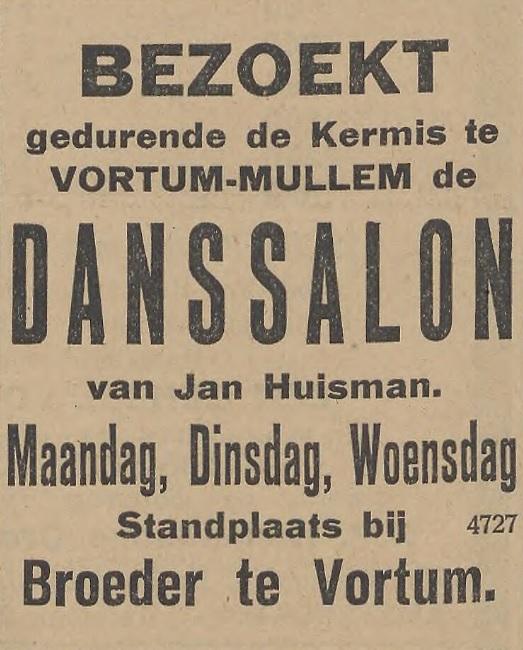 BEZOEKT
gedurende de Kermis te
VORTUM-MULLEM de
DANSSALON
van Jan Huisman.
Maandag, Dinsdag, Woensdag
Standplaats bij 4727
Broeder te Vortum.